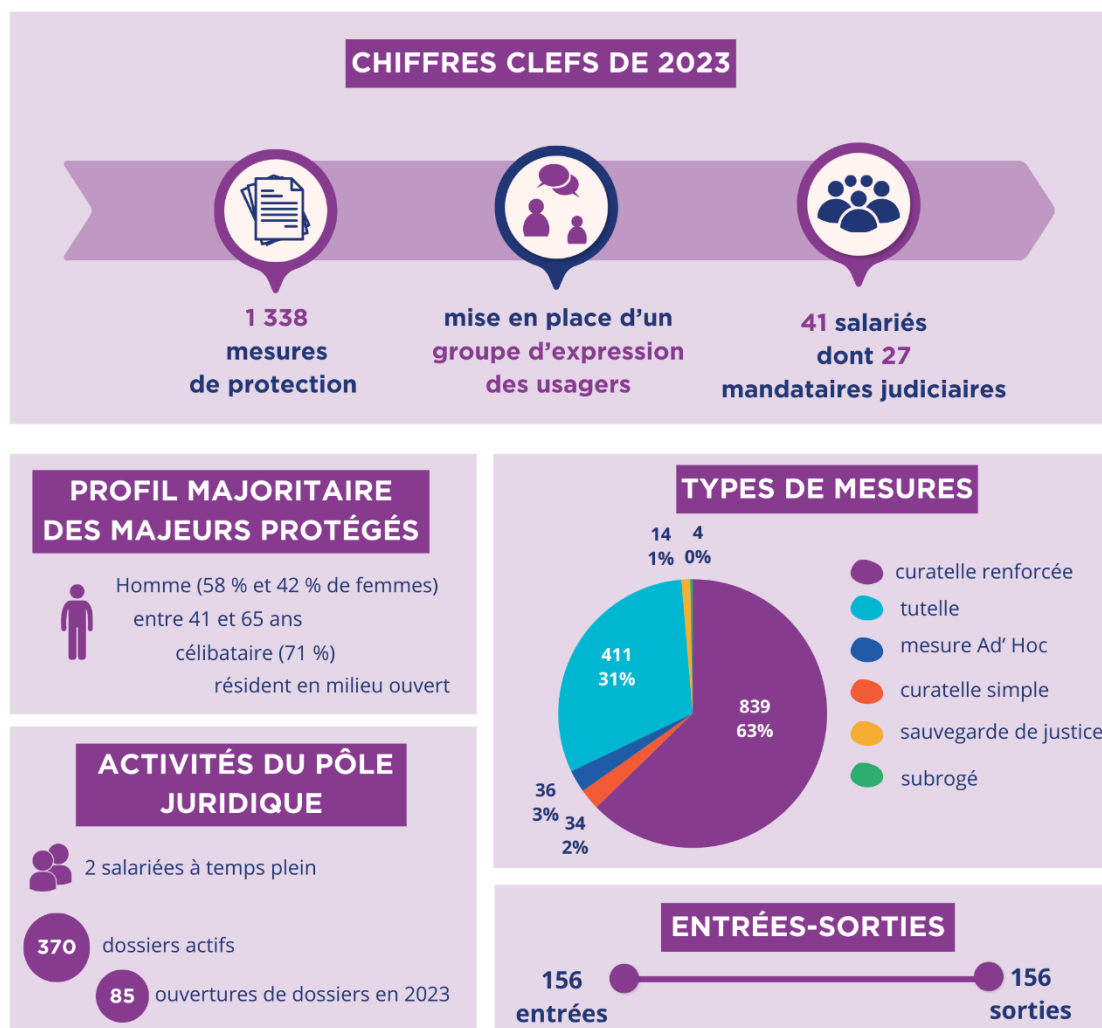 CHIFFRES CLEFS DE 2023
1 338
mesures
de protection
mise en place d’un
groupe d’expression
des usagers
41 salariés
dont 27
mandataires judiciaires
PROFIL MAJORITAIRE
DES MAJEURS PROTÉGÉS
Homme (58 % et 42 % de femmes)
entre 41 et 65 ans
célibataire (71 %)
résident en milieu ouvert
TYPES DE MESURES
14
1%
4
0%
411
31%
839
63%
36
3%
34
2%
curatelle renforcée
tutelle
mesure Ad’ Hoc
curatelle simple
sauvegarde de justice
subrogé
ACTIVITÉS DU PÔLE
JURIDIQUE
2 salariées à temps plein
370 dossiers actifs
85 ouvertures de dossiers en 2023
ENTRÉES-SORTIES
156
entrées
156
sorties